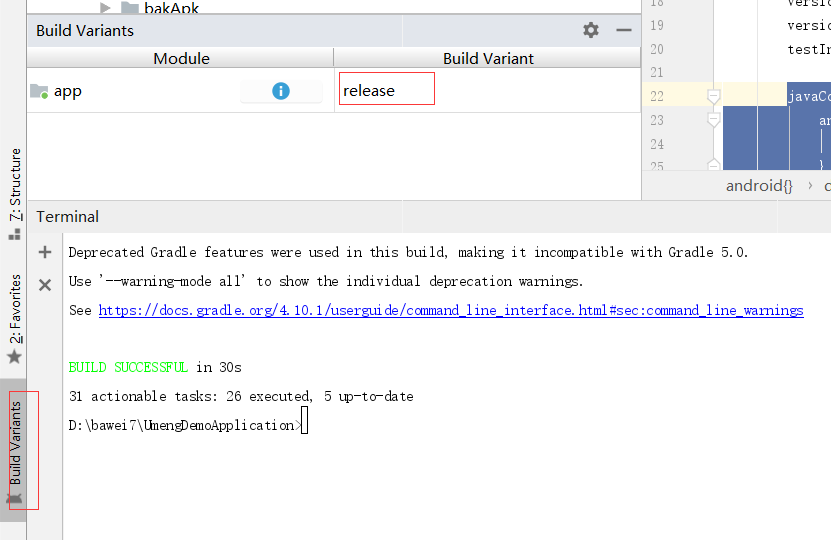 bakApk
Build Variants
Module Build Variant
app release
18 versio
19 versio
20 testIn
21
22 javaCo
23 an
24
25 }
android{} › d
7: Structure
2: Favorites
Build Variants
Terminal
Deprecated Gradle features were used in this build, making it incompatible with Gradle 5.0.
Use '--warning-mode all' to show the individual deprecation warnings.
See https://docs.gradle.org/4.10.1/userguide/command_line_interface.html#sec:command_line_warnings
BUILD SUCCESSFUL in 30s
31 actionable tasks: 26 executed, 5 up-to-date
D:\bawei7\UmengDemoApplication>